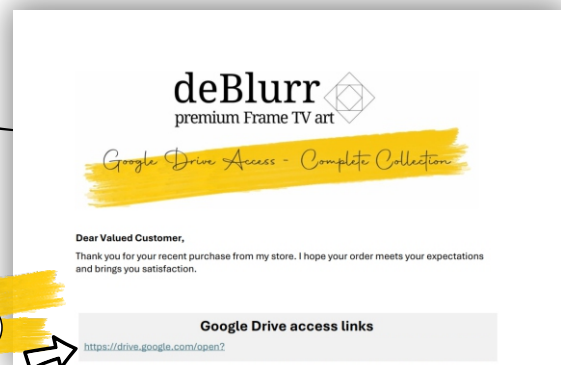 deBlurr
premium Frame TV art
Google Drive Access - Complete Collection
Dear Valued Customer,
Thank you for your recent purchase from my store. I hope your order meets your expectations
and brings you satisfaction.
Google Drive access links
https://drive.google.com/open?